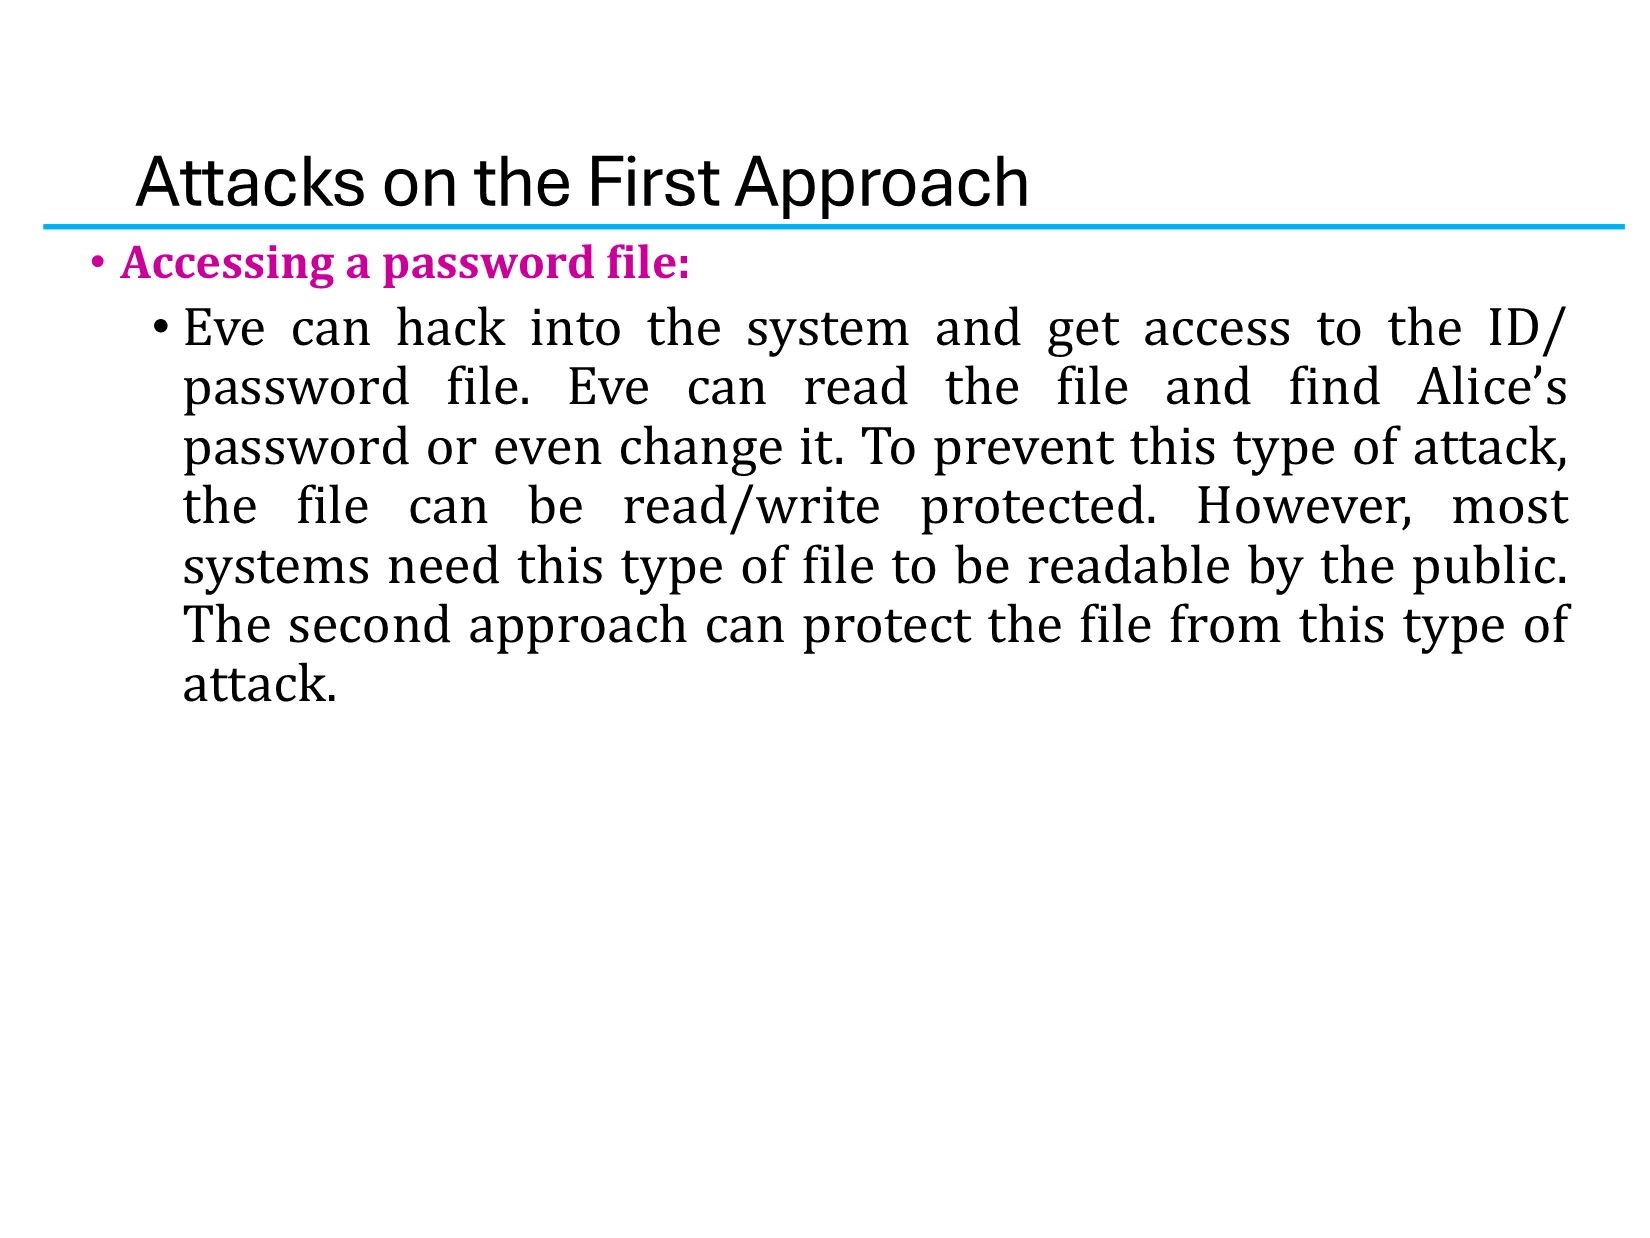 Attacks on the First Approach
• Accessing a password file:
• Eve can hack into the system and get access to the ID/
password file. Eve can read the file and find Alice’s
password or even change it. To prevent this type of attack,
the file can be read/write protected. However, most
systems need this type of file to be readable by the public.
The second approach can protect the file from this type of
attack.